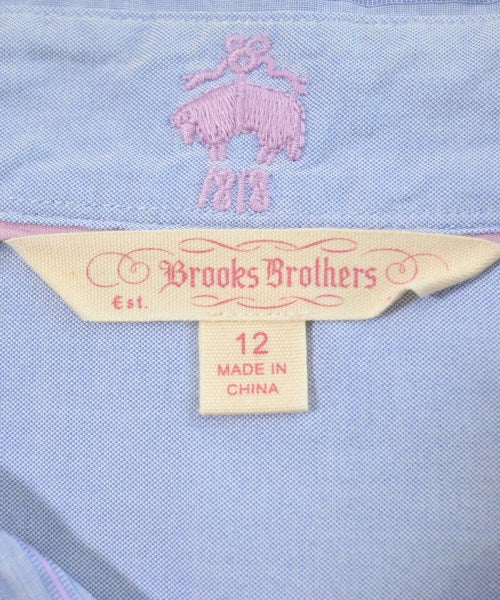 1818
Brooks Brothers
Est.
12
MADE IN
CHINA